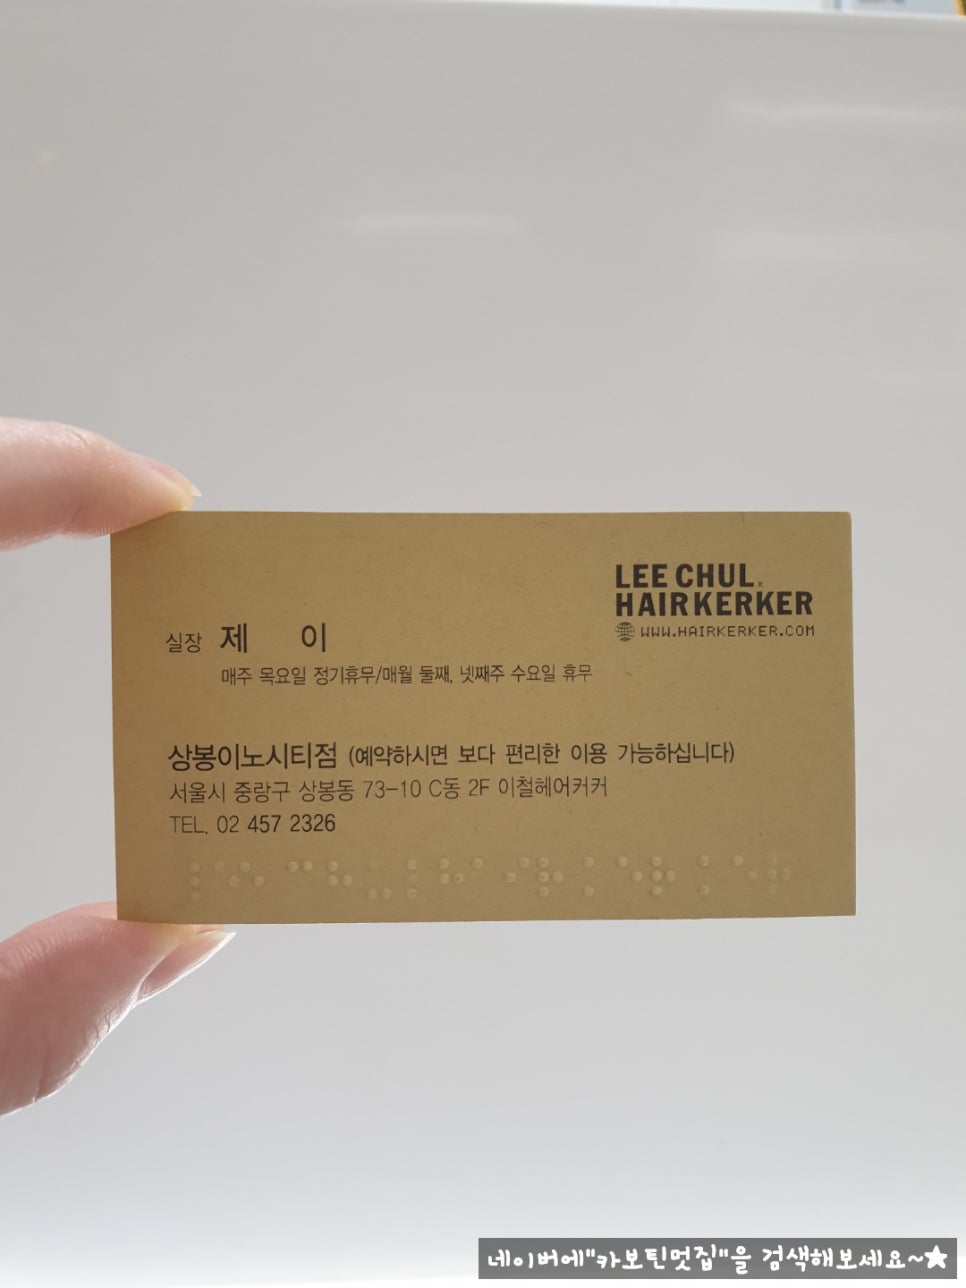 LEE CHUL
HAIRKERKER
WWW.HAIRKERKER.COM
실장 제 이
매주 목요일 정기휴무/매월 둘째, 넷째주 수요일 휴무
상봉이노시티점 (예약하시면 보다 편리한 이용 가능하십니다)
서울시 중랑구 상봉동 73-10 C동 2F 이철헤어커커
TEL. 02 457 2326
네이버에"카보틴멋집"을 검색해보세요~★